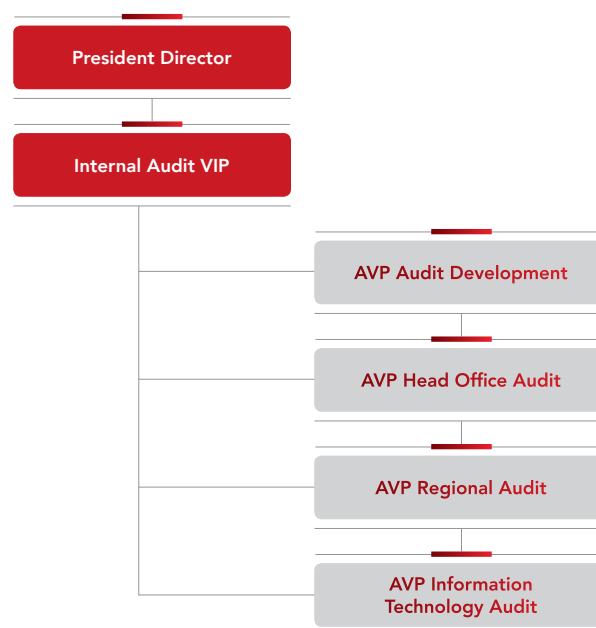 President Director
Internal Audit VIP
AVP Audit Development
AVP Head Office Audit
AVP Regional Audit
AVP Information
Technology Audit